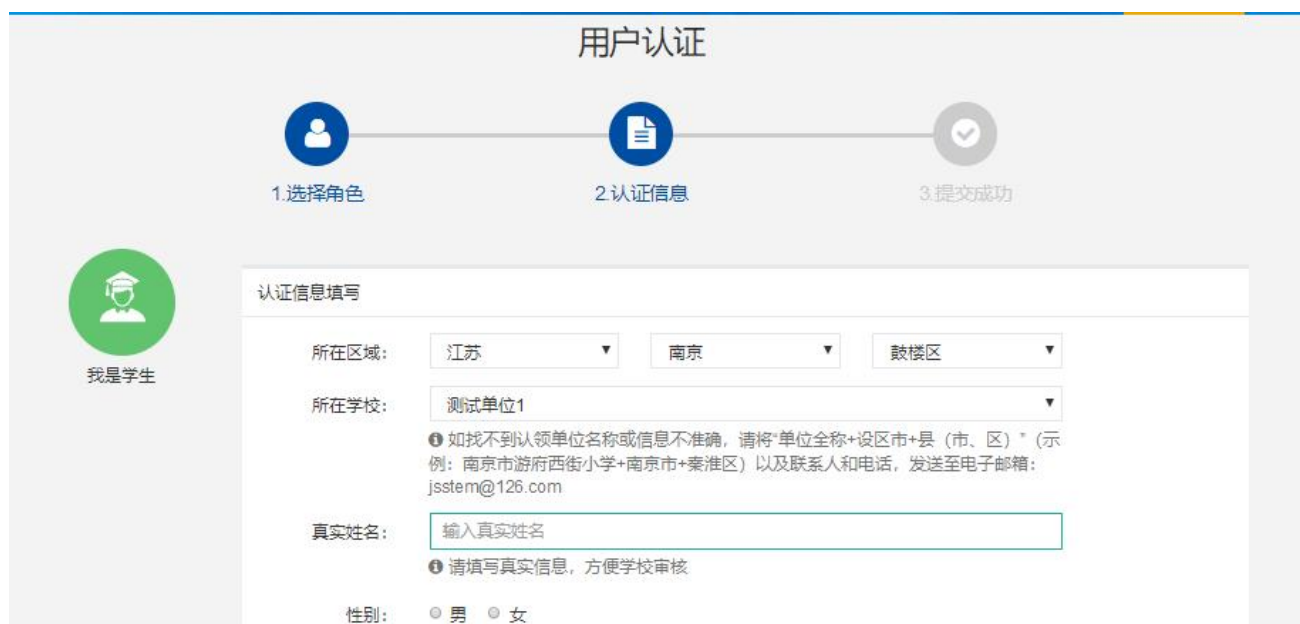 用户认证
1.选择角色
2.认证信息
3.提交成功
我是学生
认证信息填写
所在区域: 江苏 南京 鼓楼区
所在学校: 测试单位1
如找不到认领单位名称或信息不准确, 请将“单位全称+设区市+县（市、区）”（示
例: 南京市游府西街小学+南京市+秦淮区）以及联系人和电话, 发送至电子邮箱:
jsstem@126.com
真实姓名: 输入真实姓名
请填写真实信息, 方便学校审核
性别: 男 女